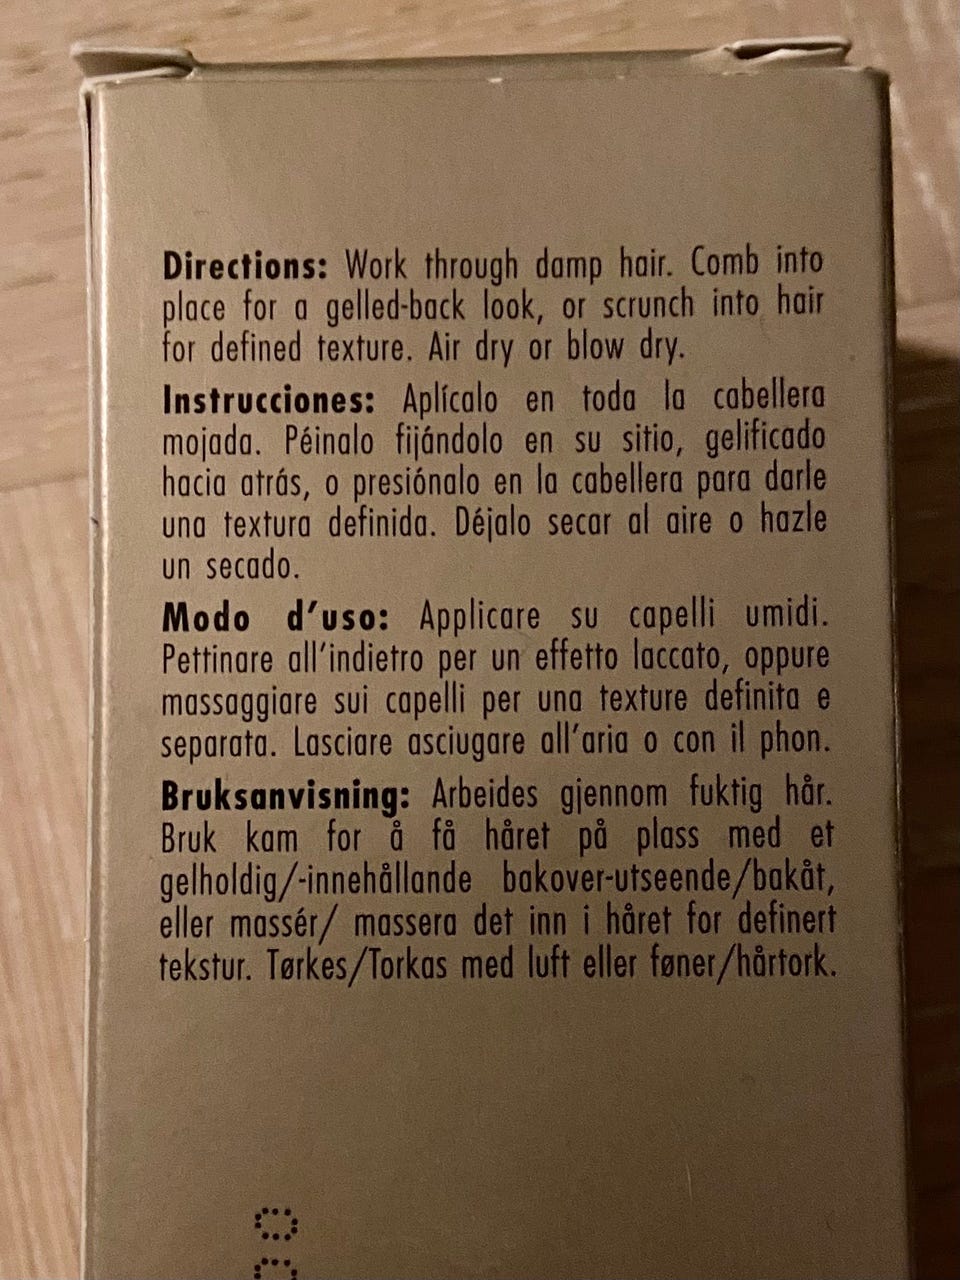 Directions: Work through damp hair. Comb into
place for a gelled-back look, or scrunch into hair
for defined texture. Air dry or blow dry.
Instrucciones: Aplícalo en toda la cabellera
mojada. Péinalo fijándolo en su sitio, gelificado
hacia atrás, o presiónalo en la cabellera para darle
una textura definida. Déjalo secar al aire o hazle
un secado.
Modo d'uso: Applicare su capelli umidi.
Pettinare all'indietro per un effetto laccato, oppure
massaggiare sui capelli per una texture definita e
separata. Lasciare asciugare all'aria o con il phon.
Bruksanvisning: Arbeides gjennom fuktig hår.
Bruk kam for å få håret på plass med et
gelholdig/-innehållande bakover-utseende/bakåt,
eller massér/ massera det inn i håret for definert
tekstur. Tørkes/Torkas med luft eller føner/hårtork.